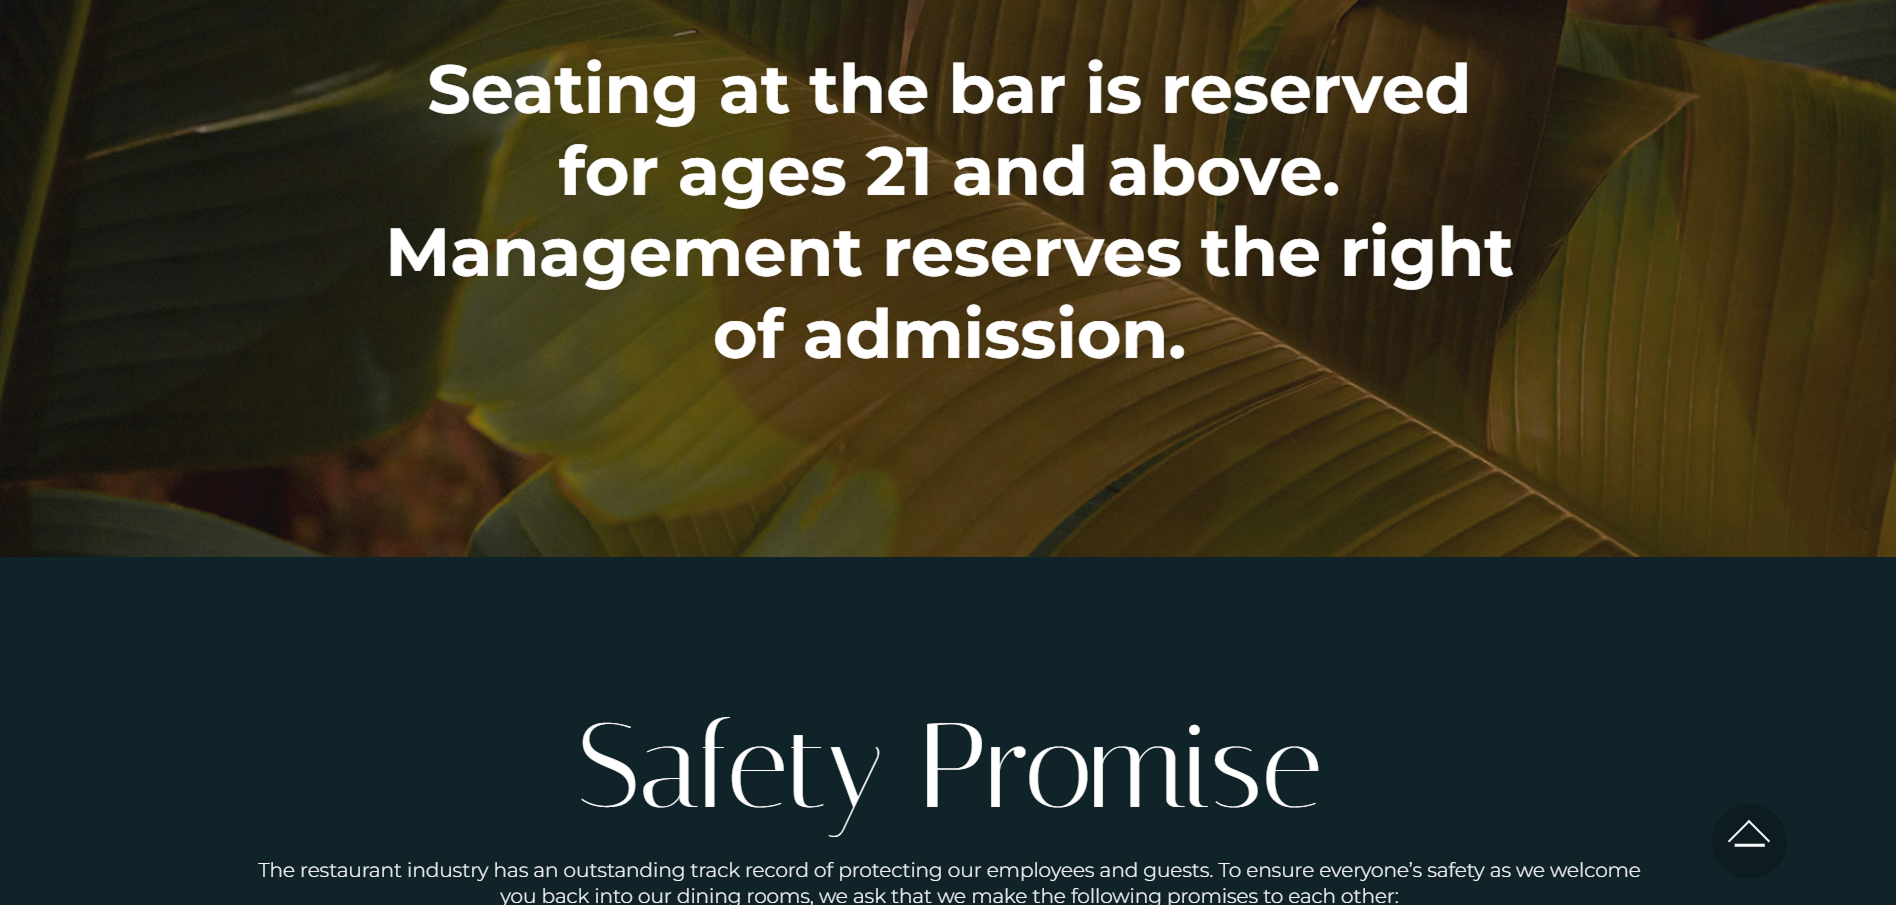 Seating at the bar is reserved
for ages 21 and above.
Management reserves the right
of admission.
Safety Promise
The restaurant industry has an outstanding track record of protecting our employees and guests. To ensure everyone’s safety as we welcome
you back into our dining rooms, we ask that we make the following promises to each other: